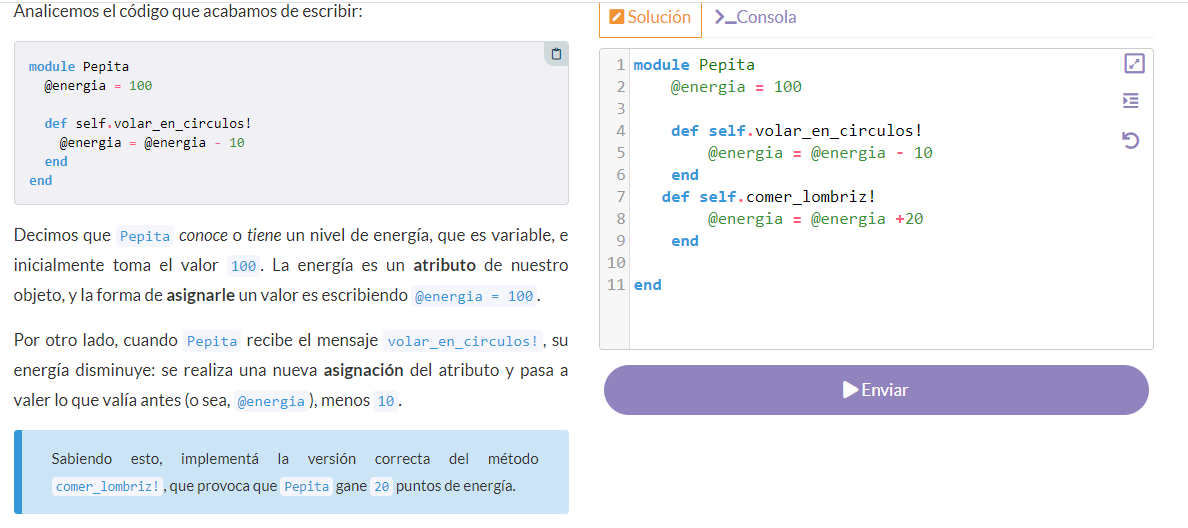 Analicemos el código que acabamos de escribir:
module Pepita
@energia = 100
def self.volar_en_circulos!
@energia = @energia - 10
end
end
Decimos que Pepita conoce o tiene un nivel de energía, que es variable, e
inicialmente toma el valor 100. La energía es un atributo de nuestro
objeto, y la forma de asignarle un valor es escribiendo @energia = 100.
Por otro lado, cuando Pepita recibe el mensaje volar_en_circulos!, su
energía disminuye: se realiza una nueva asignación del atributo y pasa a
valer lo que valía antes (o sea, @energia), menos 10.
Sabiendo esto, implementá la versión correcta del método
comer_lombriz!, que provoca que Pepita gane 20 puntos de energía.
Solución
Consola
1 module Pepita
2 @energia = 100
3
4 def self.volar_en_circulos!
5 @energia = @energia - 10
6 end
7 def self.comer_lombriz!
8 @energia = @energia +20
9 end
10
11 end
Enviar